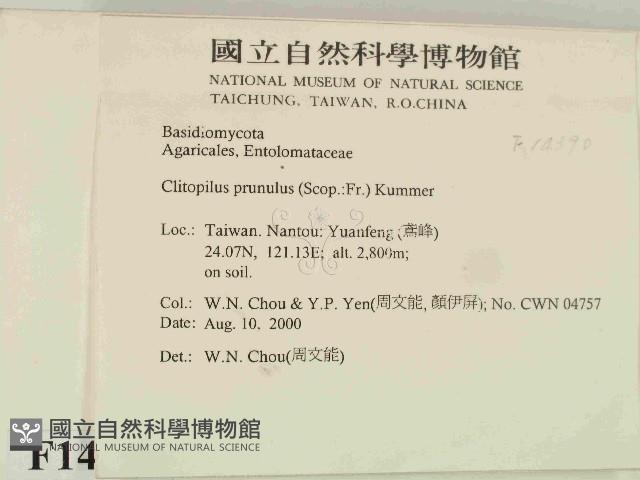 國立自然科學博物館
NATIONAL MUSEUM OF NATURAL SCIENCE
TAICHUNG, TAIWAN, R.O.CHINA
Basidiomycota
Agaricales, Entolomataceae
F 14390
Clitopilus prunulus (Scop.:Fr.) Kummer
Loc.: Taiwan. Nantou: Yuanfeng (鳶峰)
24.07N, 121.13E; alt. 2,800m;
on soil.
Col.: W.N. Chou & Y.P. Yen(周文能, 顏伊屏); No. CWN 04757
Date: Aug. 10, 2000
Det.: W.N. Chou(周文能)
國立自然科學博物館
NATIONAL MUSEUM OF NATURAL SCIENCE
F14